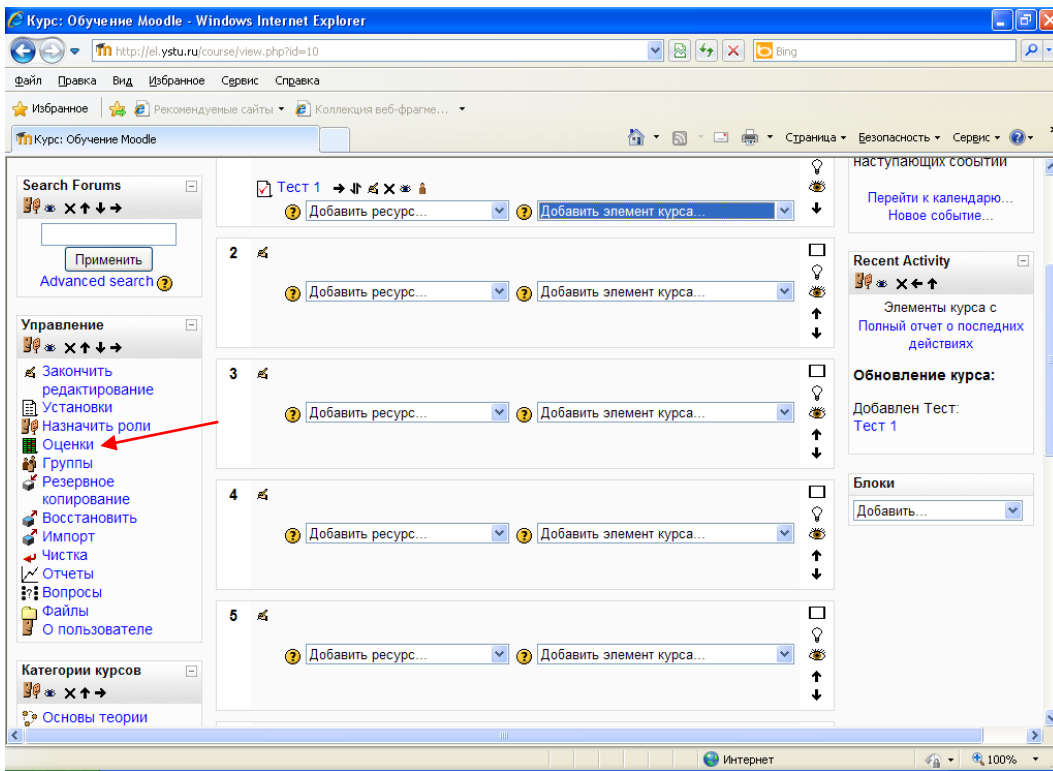 Курс: Обучение Moodle - Windows Internet Explorer
http://el.ystu.ru/course/view.php?id=10
Bing
Файл Правка Вид Избранное Сервис Справка
Избранное Рекомендуемые сайты Коллекция веб-фрагме...
Курс: Обучение Moodle
Страница Безопасность Сервис
Search Forums
Применить
Advanced search
Управление
Закончить
редактирование
Установки
Назначить роли
Оценки
Группы
Резервное
копирование
Восстановить
Импорт
Чистка
Отчеты
Вопросы
Файлы
О пользователе
Категории курсов
Основы теории
Тест 1
Добавить ресурс... Добавить элемент курса...
2
Добавить ресурс... Добавить элемент курса...
3
Добавить ресурс... Добавить элемент курса...
4
Добавить ресурс... Добавить элемент курса...
5
Добавить ресурс... Добавить элемент курса...
наступающих событий
Перейти к календарю...
Новое событие...
Recent Activity
Элементы курса с
Полный отчет о последних
действиях
Обновление курса:
Добавлен Тест:
Тест 1
Блоки
Добавить...
Интернет
100%